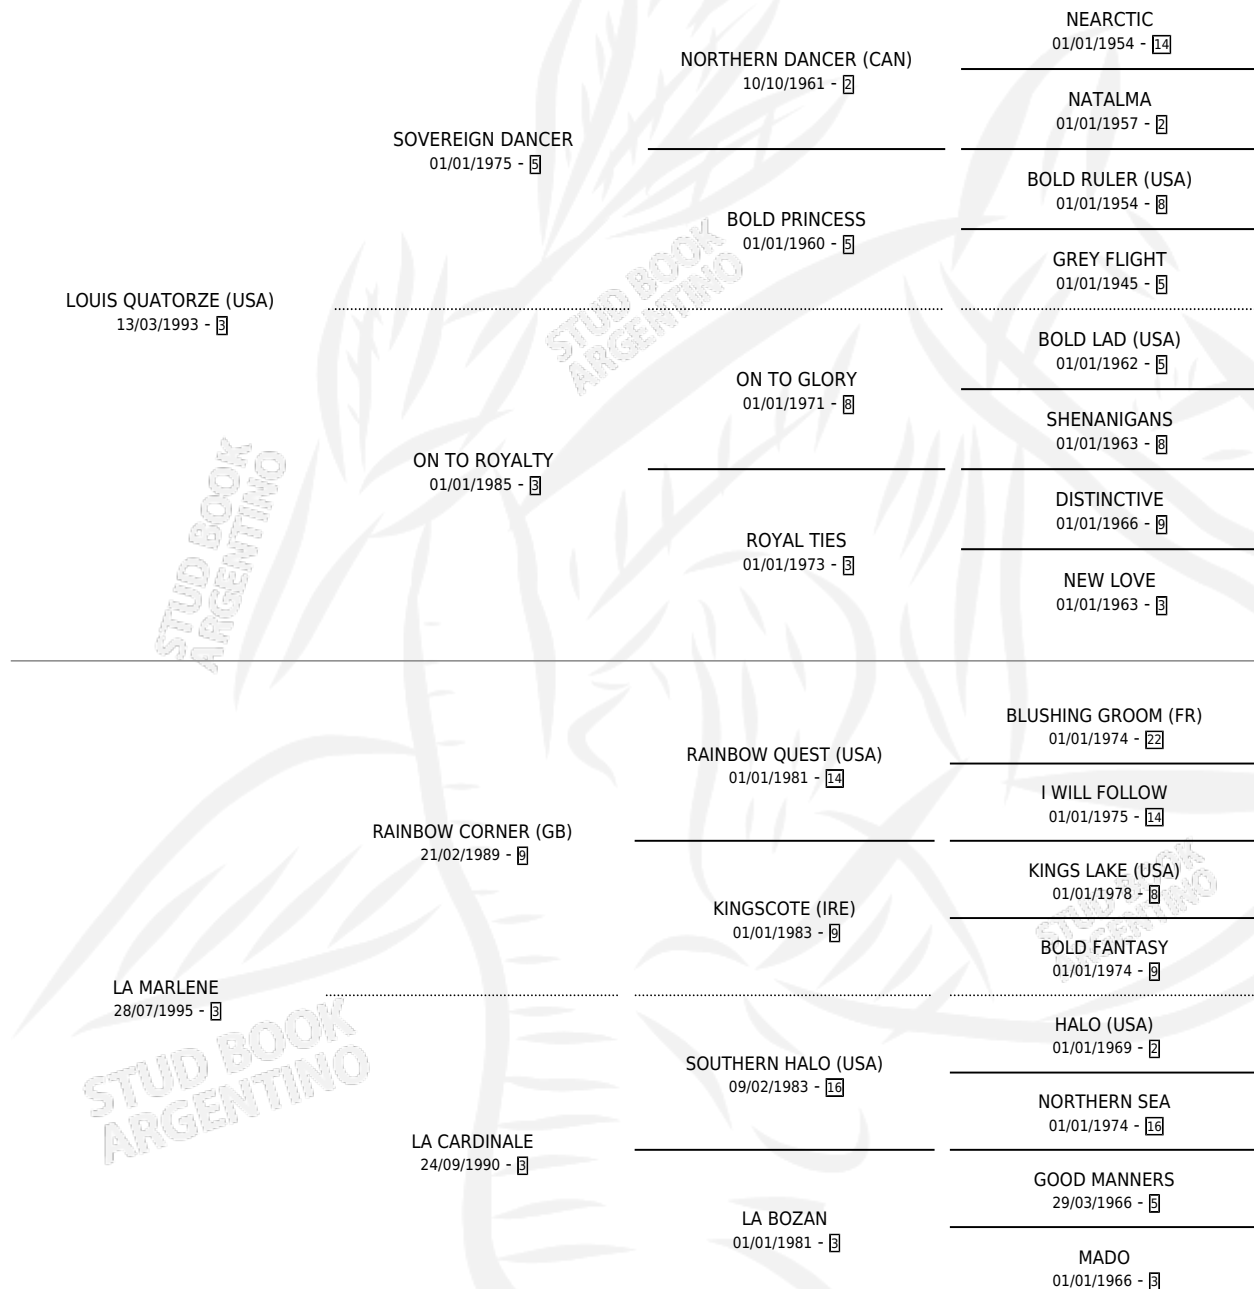 NEARCTIC
01/01/1954 - 14
NORTHERN DANCER (CAN)
10/10/1961 - 2
NATALMA
01/01/1957 - 2
SOVEREIGN DANCER
01/01/1975 - 5
BOLD RULER (USA)
01/01/1954 - 8
BOLD PRINCESS
01/01/1960 - 5
GREY FLIGHT
01/01/1945 - 5
LOUIS QUATORZE (USA)
13/03/1993 - 3
BOLD LAD (USA)
01/01/1962 - 5
ON TO GLORY
01/01/1971 - 8
SHENANIGANS
01/01/1963 - 8
ON TO ROYALTY
01/01/1985 - 3
DISTINCTIVE
01/01/1966 - 9
ROYAL TIES
01/01/1973 - 3
NEW LOVE
01/01/1963 - 3
BLUSHING GROOM (FR)
01/01/1974 - 22
RAINBOW QUEST (USA)
01/01/1981 - 14
I WILL FOLLOW
01/01/1975 - 14
RAINBOW CORNER (GB)
21/02/1989 - 9
KINGS LAKE (USA)
01/01/1978 - 8
KINGSCOTE (IRE)
01/01/1983 - 9
BOLD FANTASY
01/01/1974 - 9
LA MARLENE
28/07/1995 - 3
HALO (USA)
01/01/1969 - 2
SOUTHERN HALO (USA)
09/02/1983 - 16
NORTHERN SEA
01/01/1974 - 16
LA CARDINALE
24/09/1990 - 3
GOOD MANNERS
29/03/1966 - 5
LA BOZAN
01/01/1981 - 3
MADO
01/01/1966 - 3
STUD BOOK
ARGENTINO
STUD BOOK
ARGENTINO
STUD BOOK
ARGENTINO
STUD BOOK
ARGENTINO